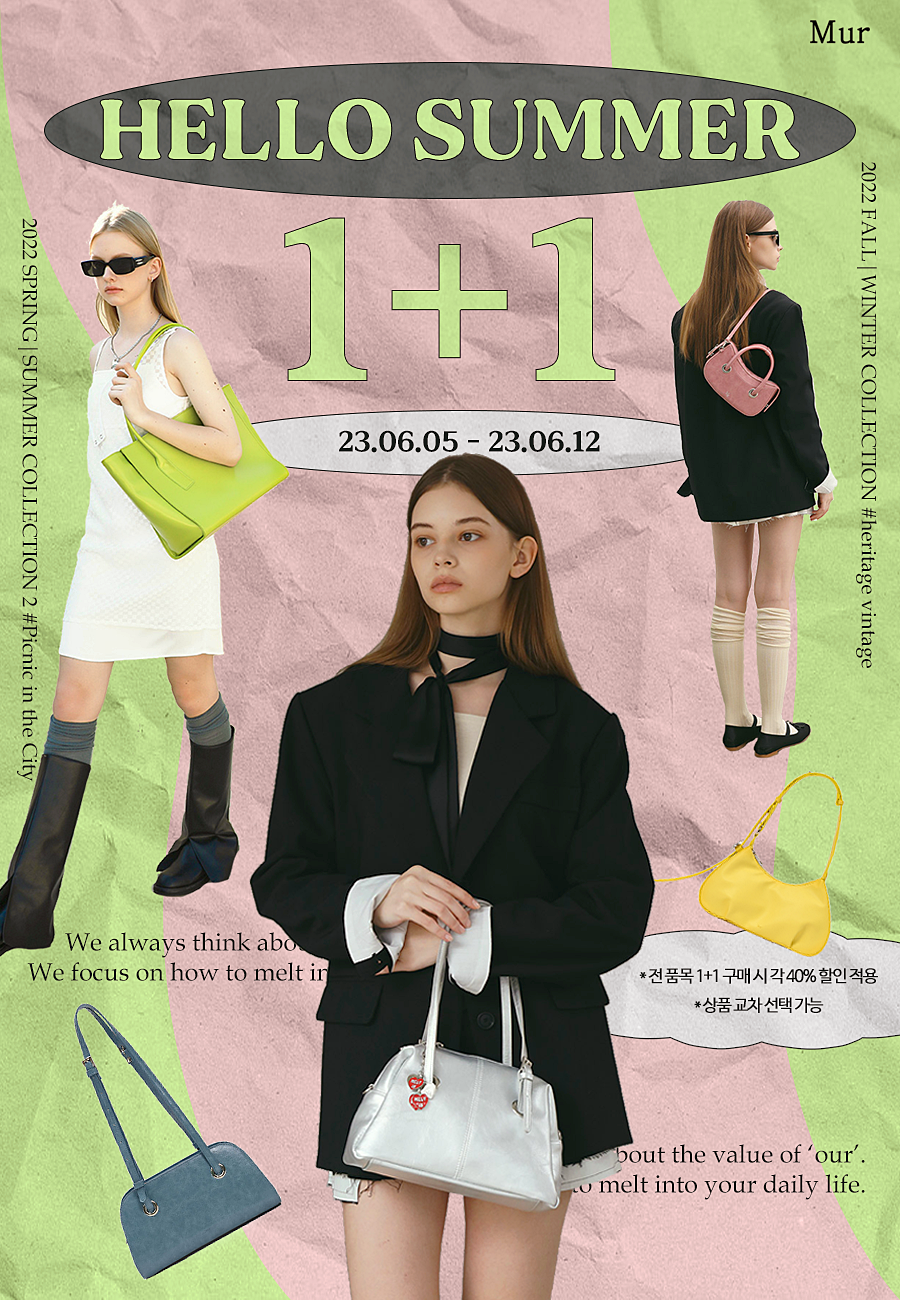 Mur
HELLO SUMMER
1+1
23.06.05 - 23.06.12
2022 SPRING | SUMMER COLLECTION 2 #Picnic in the City
2022 FALL | WINTER COLLECTION #heritage vintage
We always think
We focus on how to melt in
*전 품목 1+1 구매 시 각 40% 할인 적용
*상품 교차 선택 가능
the value of ‘our’.
melt into your daily life.